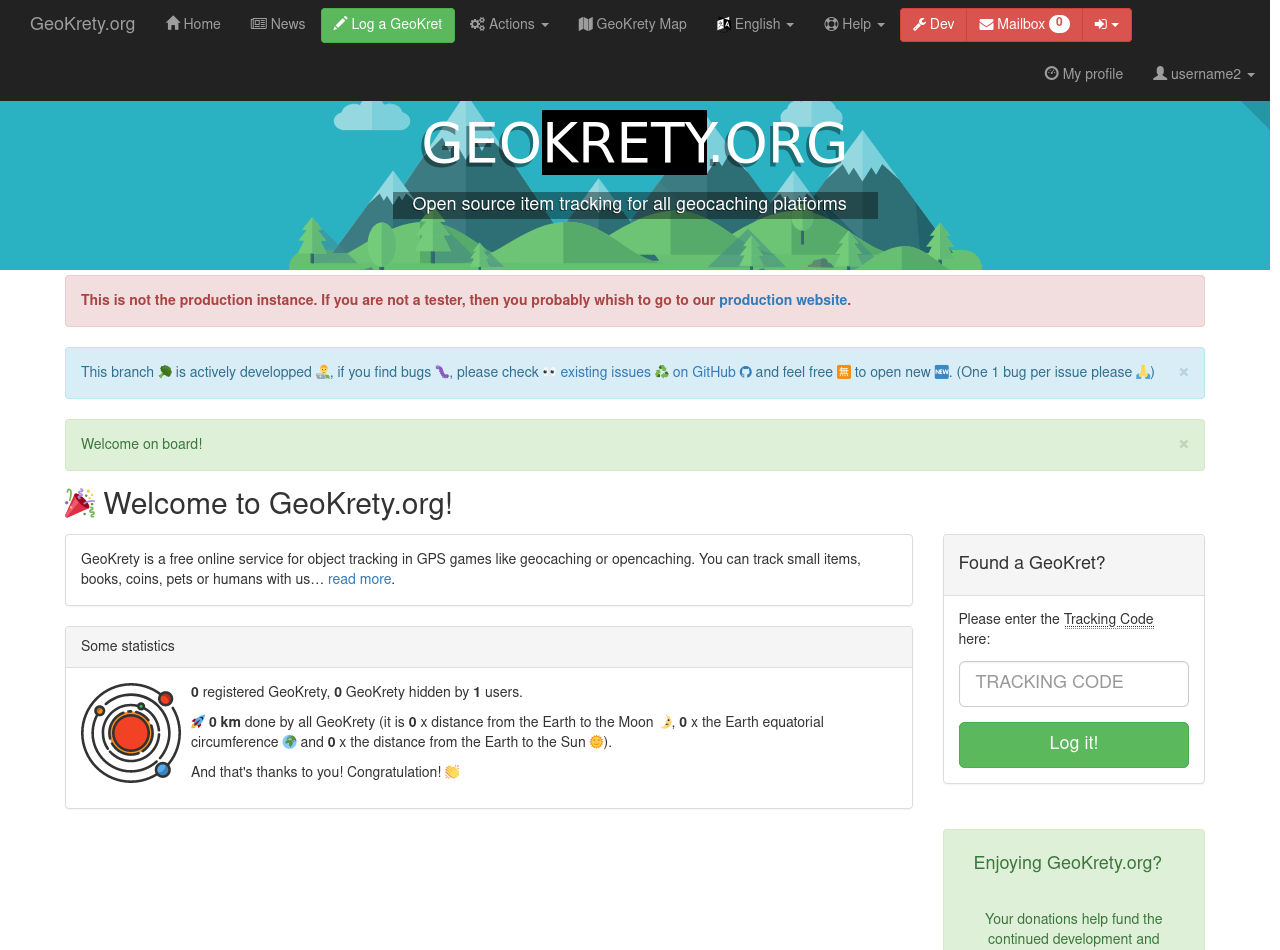 GeoKrety.org Home News Log a GeoKret Actions GeoKrety Map English Help Dev Mailbox 0
My profile username2
GEOKRETY.ORG
Open source item tracking for all geocaching platforms
This is not the production instance. If you are not a tester, then you probably whish to go to our production website.
This branch 🌳 is actively developped 👨‍💻, if you find bugs 🐛, please check 👀 existing issues ♻ on GitHub and feel free 🈚 to open new 🆕. (One 1 bug per issue please 🙏) ×
Welcome on board! ×
🎉 Welcome to GeoKrety.org!
GeoKrety is a free online service for object tracking in GPS games like geocaching or opencaching. You can track small items,
books, coins, pets or humans with us… read more.
Some statistics
0 registered GeoKrety, 0 GeoKrety hidden by 1 users.
🚀 0 km done by all GeoKrety (it is 0 x distance from the Earth to the Moon 🌛, 0 x the Earth equatorial
circumference 🌍 and 0 x the distance from the Earth to the Sun 🌞).
And that's thanks to you! Congratulation! 👏
Found a GeoKret?
Please enter the Tracking Code
here:
TRACKING CODE
Log it!
Enjoying GeoKrety.org?
Your donations help fund the
continued development and